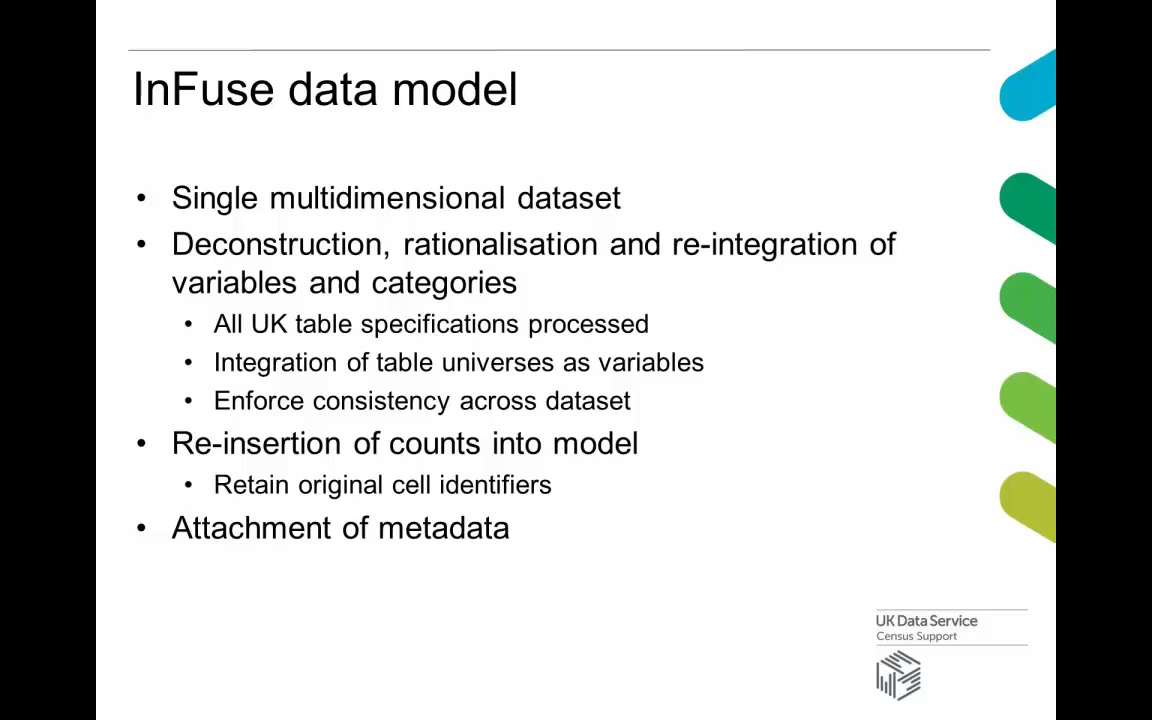 InFuse data model
• Single multidimensional dataset
• Deconstruction, rationalisation and re-integration of
variables and categories
• All UK table specifications processed
• Integration of table universes as variables
• Enforce consistency across dataset
• Re-insertion of counts into model
• Retain original cell identifiers
• Attachment of metadata
UK Data Service
Census Support